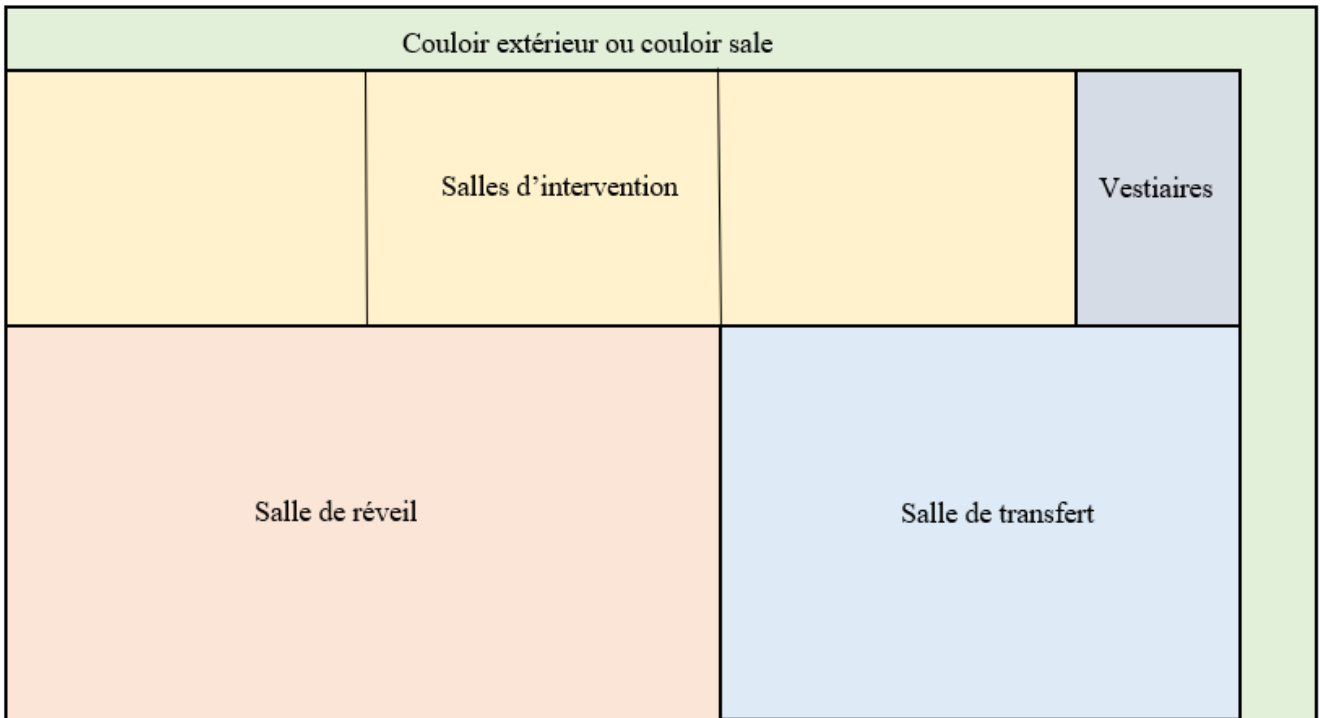 Couloir extérieur ou couloir sale
Salles d’intervention
Vestiaires
Salle de réveil
Salle de transfert